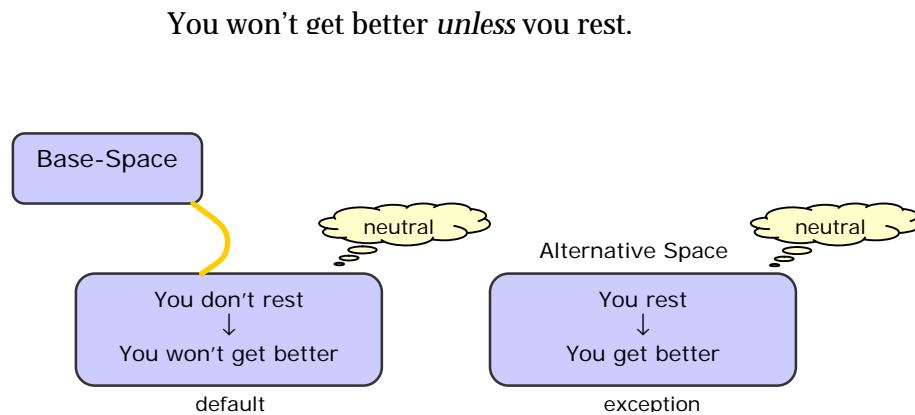 You won't get better unless you rest.
Base-Space
neutral
neutral
Alternative Space
You don't rest
↓
You won't get better
You rest
↓
You get better
default
exception